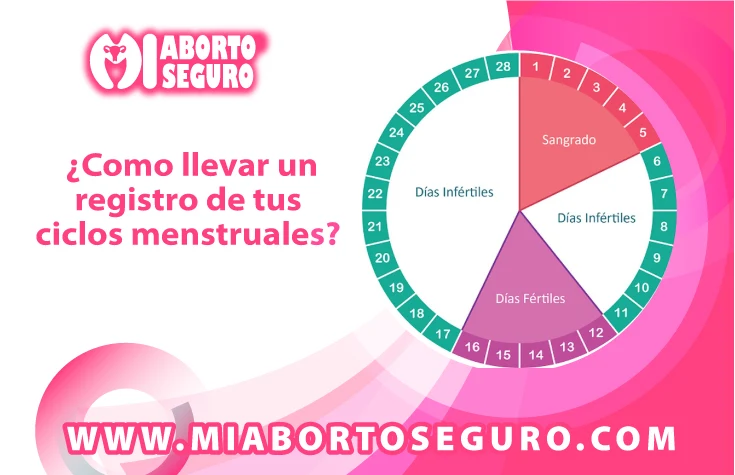 MI ABORTO
SEGURO
¿Como llevar un
registro de tus
ciclos menstruales?
1
2
3
4
5
6
7
8
9
10
11
12
13
14
15
16
17
18
19
20
21
22
23
24
25
26
27
28
Sangrado
Días Infértiles
Días Infértiles
Días Fértiles
WWW.MIABORTOSEGURO.COM